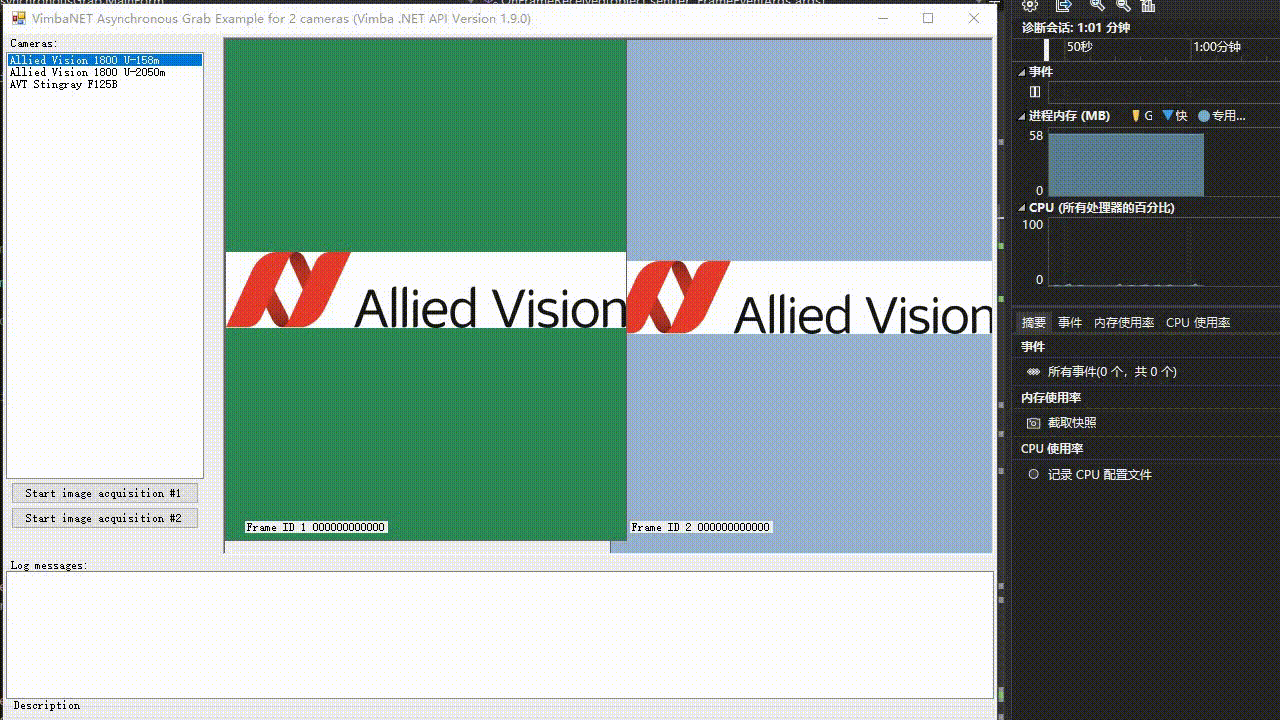 VimbaNET Asynchronous Grab Example for 2 cameras (Vimba .NET API Version 1.9.0)
Cameras:
Allied Vision 1800 U-158m
Allied Vision 1800 U-2050m
AVT Stingray F125B
Allied Vision
Allied Vision
Frame ID 1 000000000000
Frame ID 2 000000000000
Start image acquisition #1
Start image acquisition #2
Log messages:
Description
诊断会话: 1:01 分钟
50秒
1:00分钟
事件
进程内存 (MB)
G
快
专用...
58
0
CPU (所有处理器的百分比)
100
0
摘要
事件
内存使用率
CPU 使用率
事件
所有事件(0 个，共 0 个)
内存使用率
截取快照
CPU 使用率
记录 CPU 配置文件